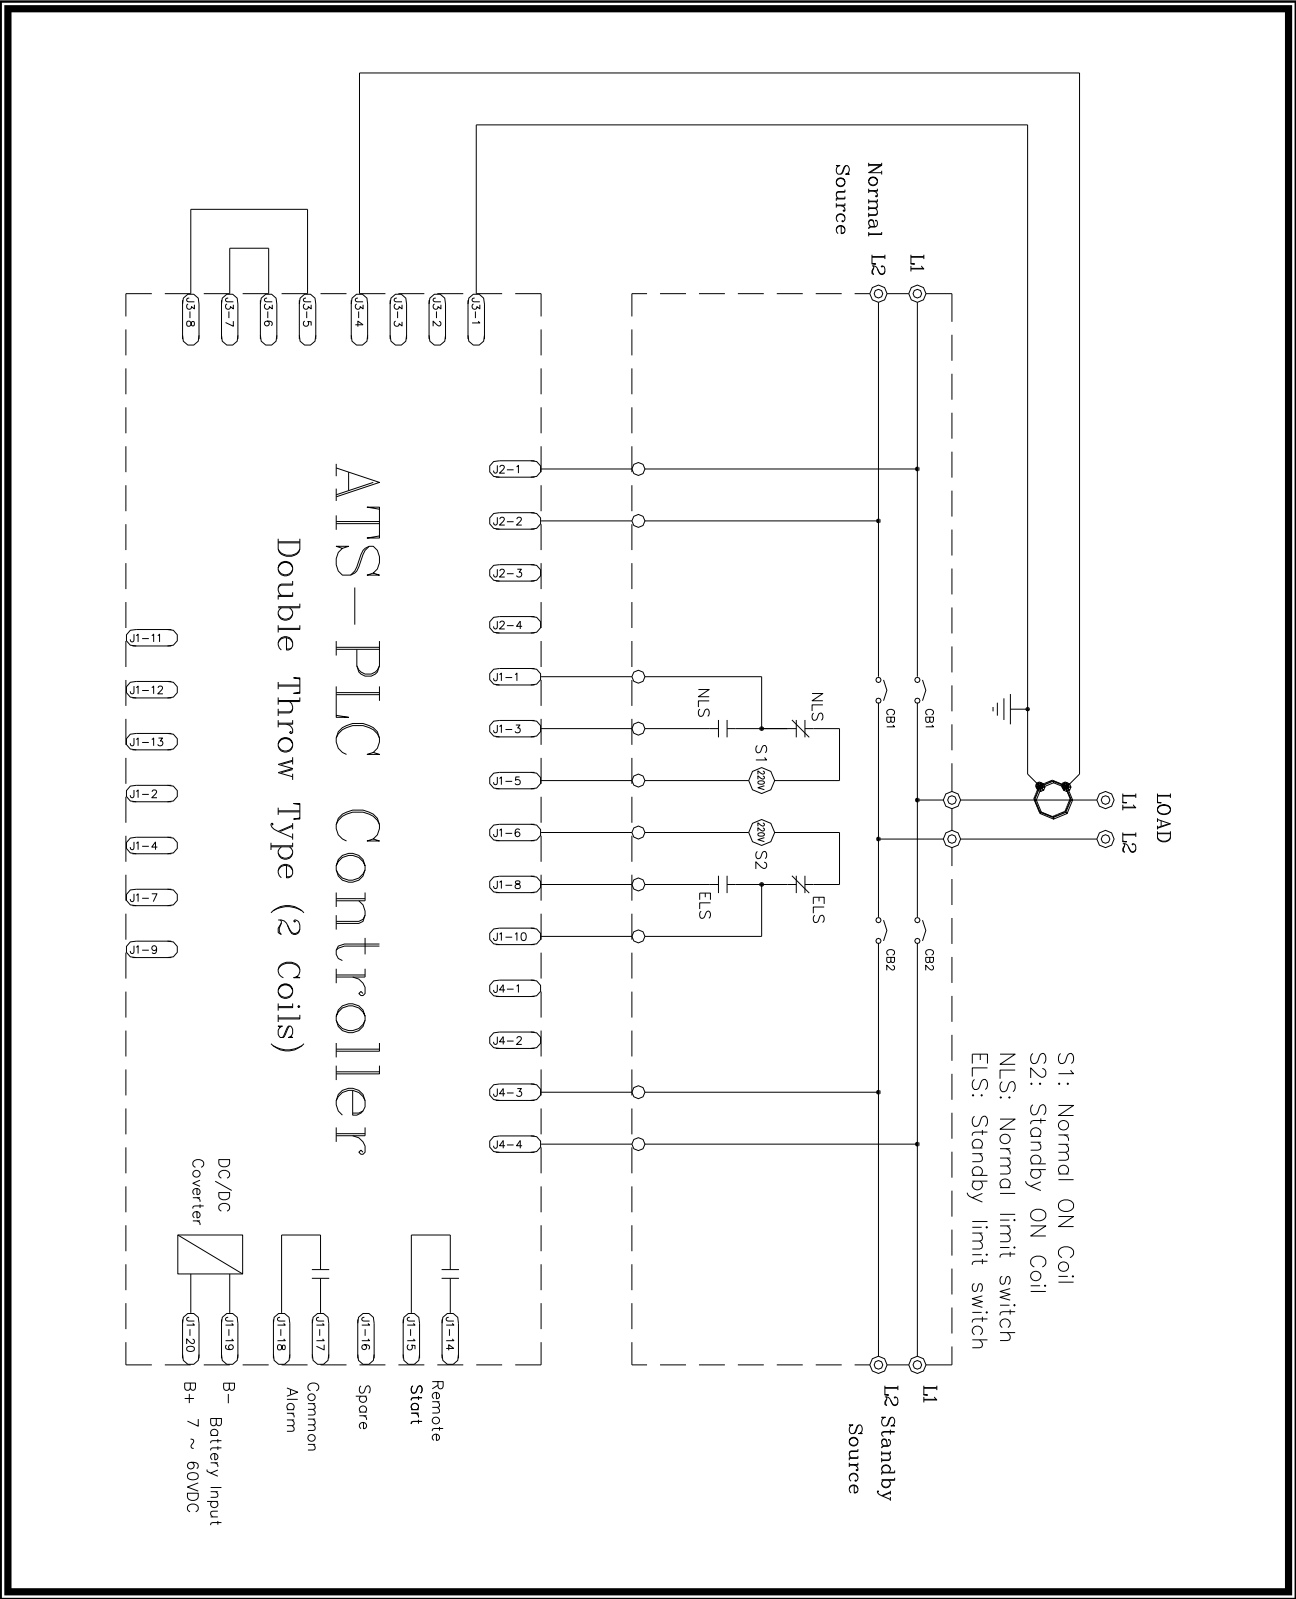 LOAD
L1
L2
S1: Normal ON Coil
S2: Standby ON Coil
NLS: Normal limit switch
ELS: Standby limit switch
Normal
Source
L1
L2
CB1
CB1
CB2
CB2
L1
L2
Standby
Source
NLS
NLS
S1
220V
220V
S2
ELS
ELS
J2-1
J2-2
J2-3
J2-4
J1-1
J1-3
J1-5
J1-6
J1-8
J1-10
J4-1
J4-2
J4-3
J4-4
J3-1
J3-2
J3-3
J3-4
J3-5
J3-6
J3-7
J3-8
ATS-PLC Controller
Double Throw Type (2 Coils)
J1-14
J1-15
Remote
Start
J1-16
Spare
J1-17
J1-18
Common
Alarm
DC/DC
Coverter
J1-19
J1-20
B-
B+
Battery Input
7 ~ 60VDC
J1-11
J1-12
J1-13
J1-2
J1-4
J1-7
J1-9